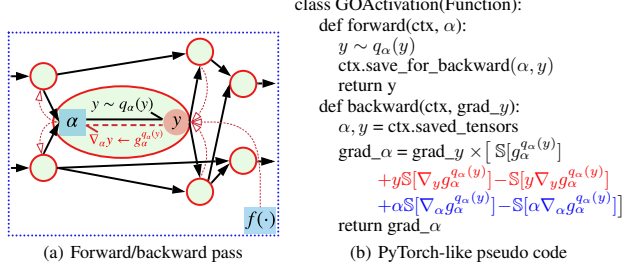 y ∼ q_α(y)
α
y
∇_α y ← g_α^{q_α(y)}
f(·)
(a) Forward/backward pass
class GOActivation(Function):
def forward(ctx, α):
y ∼ q_α(y)
ctx.save_for_backward(α, y)
return y
def backward(ctx, grad_y):
α, y = ctx.saved_tensors
grad_α = grad_y × [ 𝕊[g_α^{q_α(y)}]
+y𝕊[∇_y g_α^{q_α(y)}]−𝕊[y∇_y g_α^{q_α(y)}]
+α𝕊[∇_α g_α^{q_α(y)}]−𝕊[α∇_α g_α^{q_α(y)}]]
return grad_α
(b) PyTorch-like pseudo code